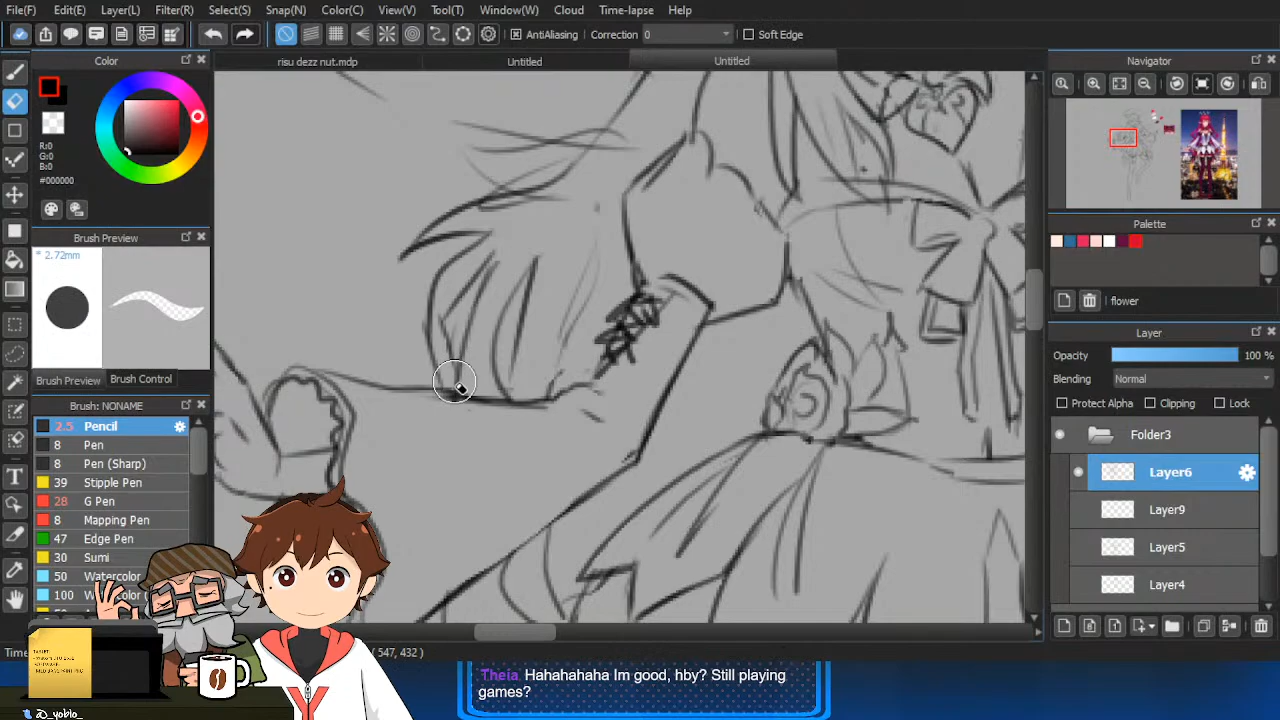 File(F) Edit(E) Layer(L) Filter(R) Select(S) Snap(N) Color(C) View(V) Tool(T) Window(W) Cloud Time-lapse Help
AntiAliasing Correction 0 Soft Edge
Color
risu dezz nut.mdp Untitled Untitled
Navigator
R:0
G:0
B:0
#000000
Palette
flower
Brush Preview
* 2.72mm
Brush Preview Brush Control
Brush: NONAME
2.5 Pencil
8 Pen
8 Pen (Sharp)
39 Stipple Pen
28 G Pen
8 Mapping Pen
47 Edge Pen
30 Sumi
50 Watercolor
100 Watercolor
Layer
Opacity 100 %
Blending Normal
Protect Alpha Clipping Lock
Folder3
Layer6
Layer9
Layer5
Layer4
( 547, 432 )
Time
Theia: Hahahahaha Im good, hby? Still playing
games?